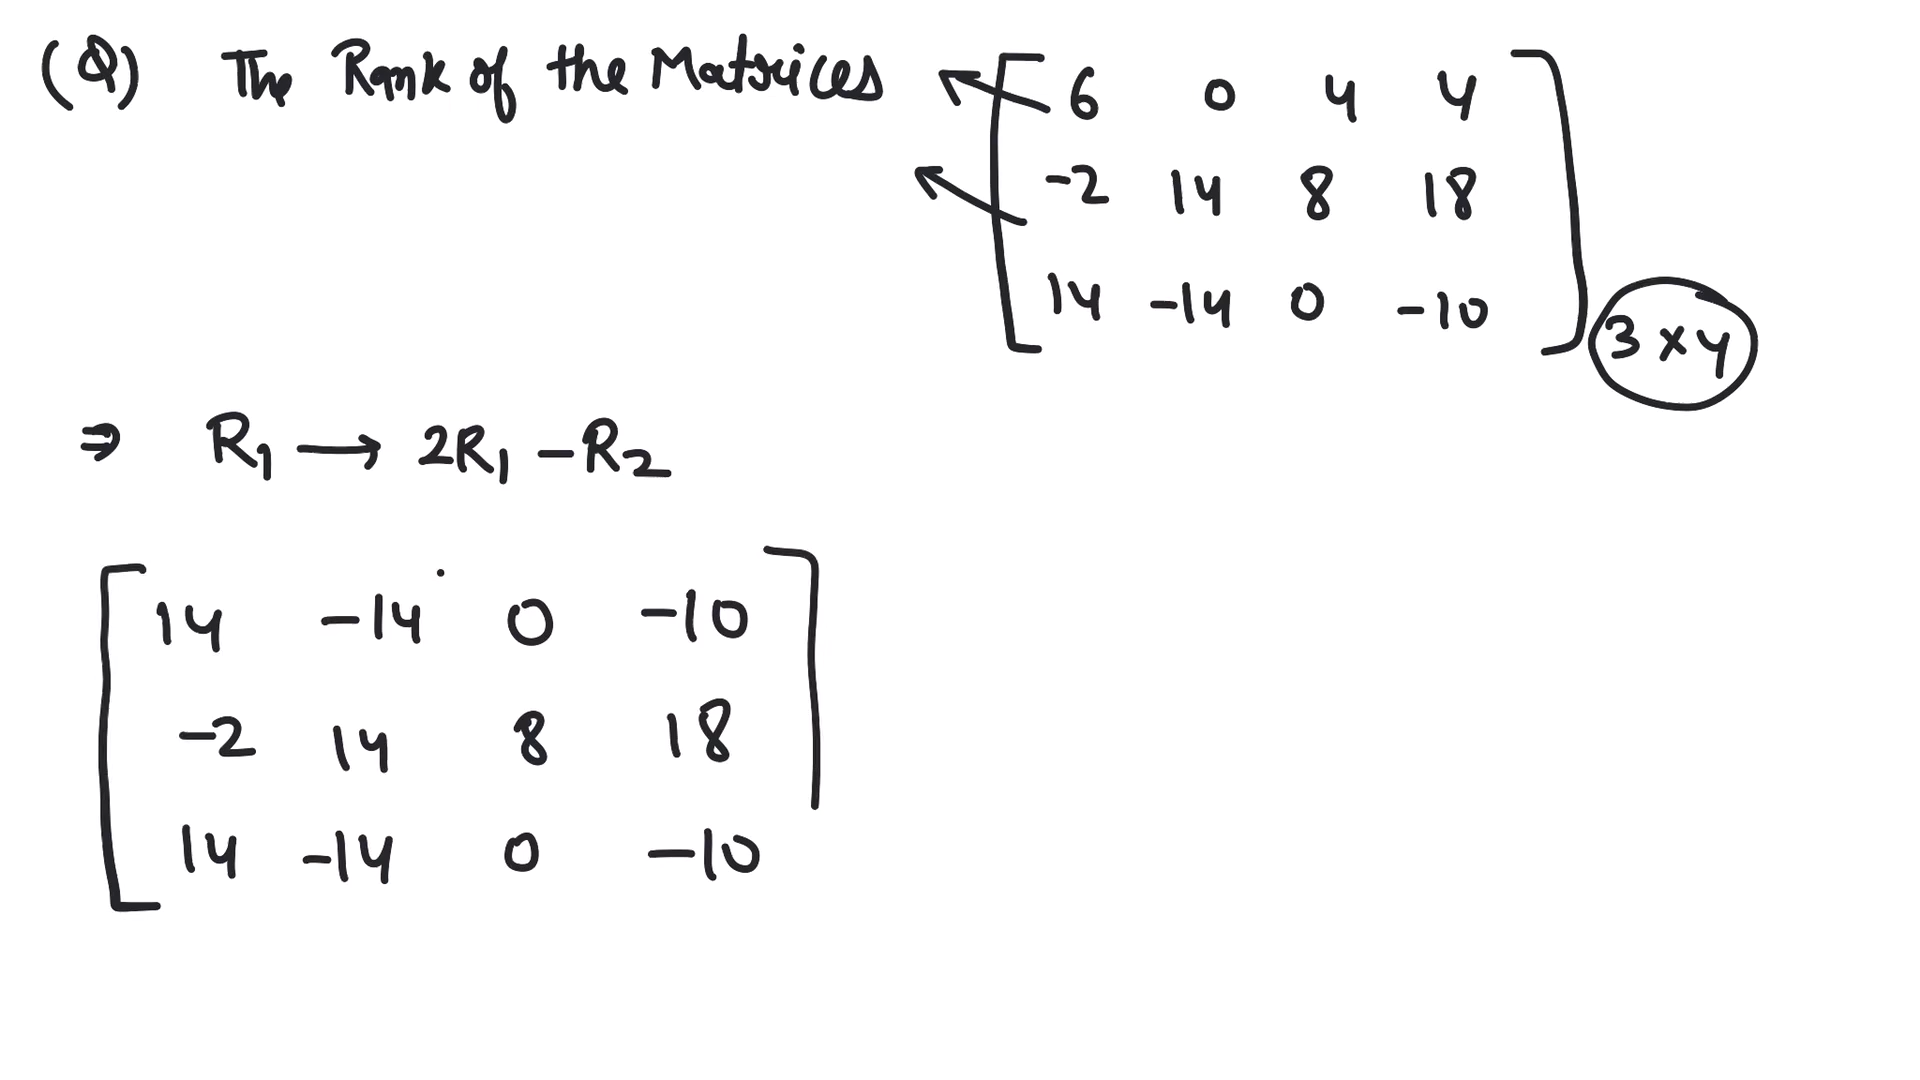 (Q) The Rank of the Matrices
6 0 4 4
-2 14 8 18
14 -14 0 -10
3 × 4
⇒ R₁ → 2R₁ - R₂
14 -14 0 -10
-2 14 8 18
14 -14 0 -10